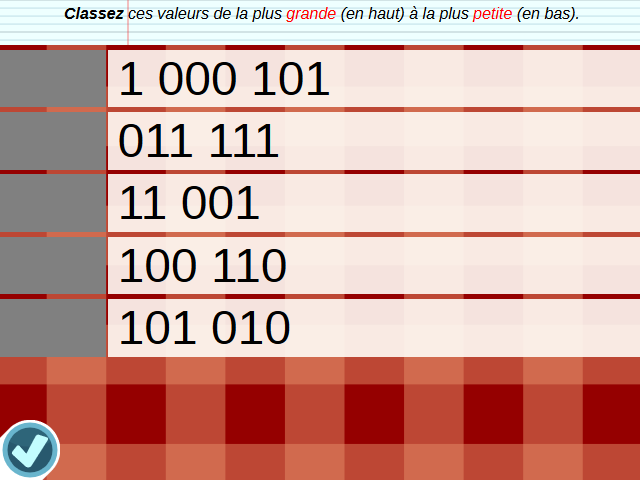 Classez ces valeurs de la plus grande (en haut) à la plus petite (en bas).
1 000 101
011 111
11 001
100 110
101 010